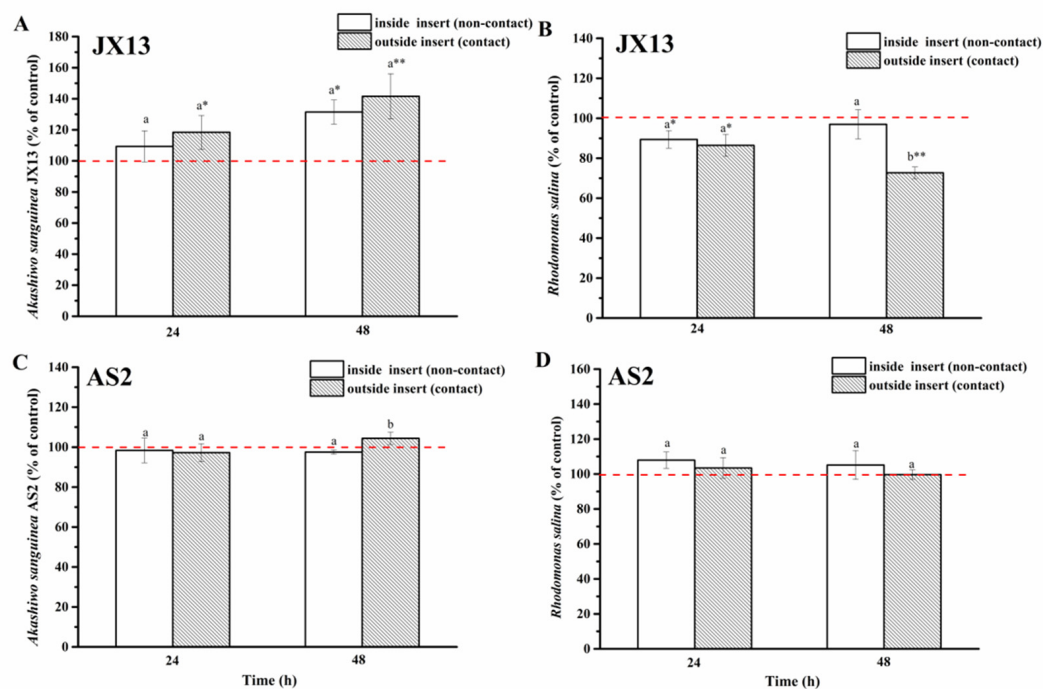 A
JX13
inside insert (non-contact)
outside insert (contact)
Akashiwo sanguinea JX13 (% of control)
180
160
140
120
100
80
60
40
20
0
a
a*
a*
a**
24
48
B
JX13
inside insert (non-contact)
outside insert (contact)
Rhodomonas salina (% of control)
140
120
100
80
60
40
20
0
a*
a*
a
b**
24
48
C
AS2
inside insert (non-contact)
outside insert (contact)
Akashiwo sanguinea AS2 (% of control)
140
120
100
80
60
40
20
0
a
a
a
b
24
48
Time (h)
D
AS2
inside insert (non-contact)
outside insert (contact)
Rhodomonas salina (% of control)
160
140
120
100
80
60
40
20
0
a
a
a
a
24
48
Time (h)